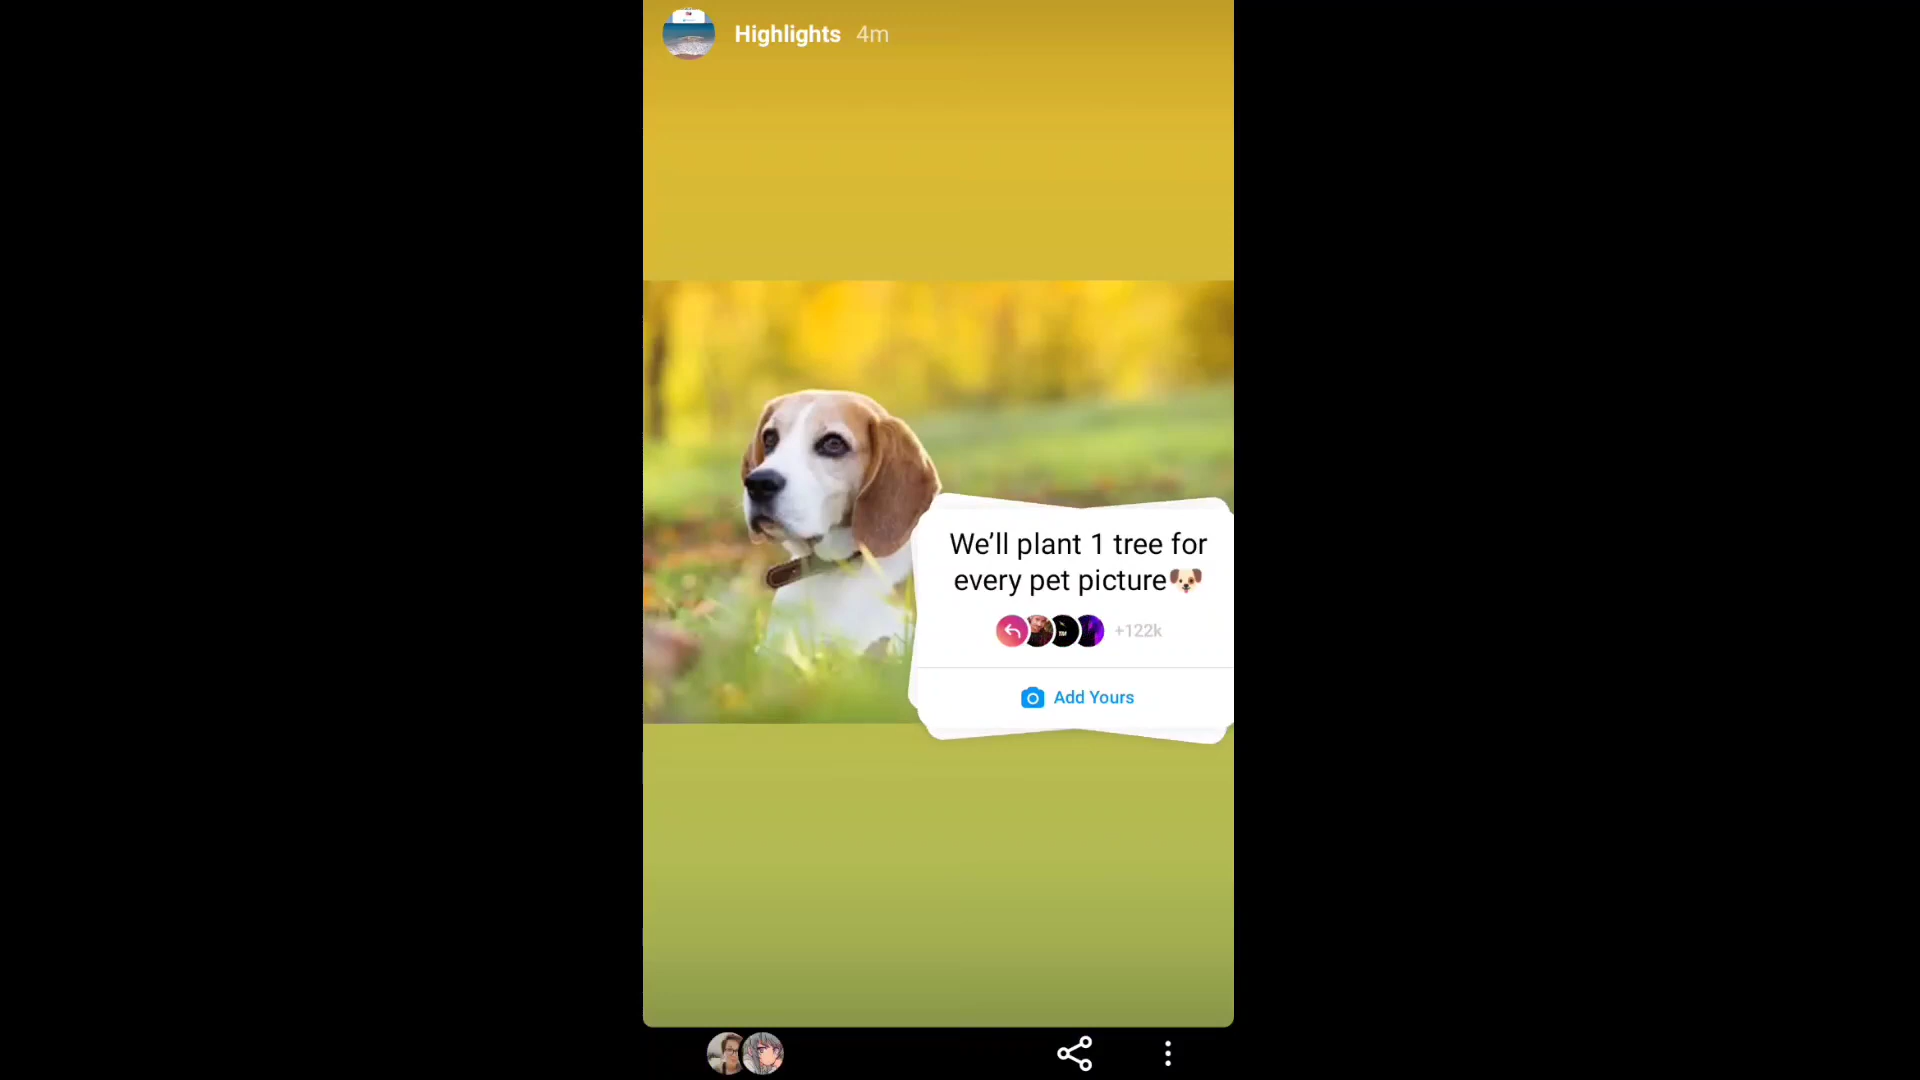 Highlights 4m
We’ll plant 1 tree for
every pet picture🐶
+122k
Add Yours